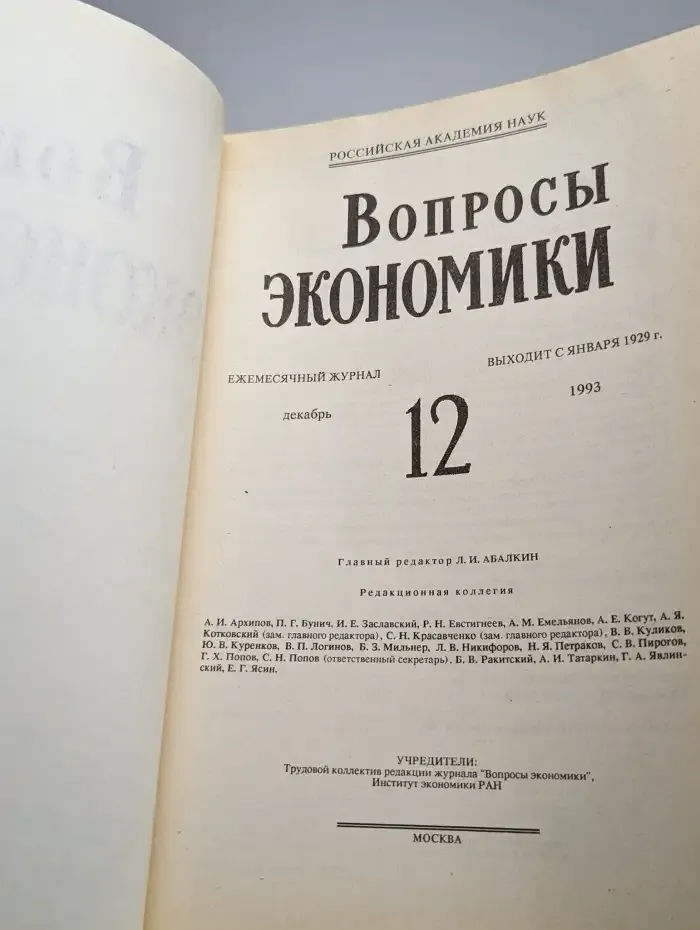 РОССИЙСКАЯ АКАДЕМИЯ НАУК
Вопросы
ЭКОНОМИКИ
ЕЖЕМЕСЯЧНЫЙ ЖУРНАЛ ВЫХОДИТ С ЯНВАРЯ 1929 г.
декабрь 12 1993
Главный редактор Л. И. АБАЛКИН
Редакционная коллегия
А. И. Архипов, П. Г. Бунич, И. Е. Заславский, Р. Н. Евстигнеев, А. М. Емельянов, А. Е. Когут, А. Я.
Котковский (зам. главного редактора), С. Н. Красавченко (зам. главного редактора), В. В. Куликов,
Ю. В. Куренков, В. П. Логинов, Б. З. Мильнер, Л. В. Никифоров, Н. Я. Петраков, С. В. Пирогов,
Г. Х. Попов, С. Н. Попов (ответственный секретарь), Б. В. Ракитский, А. И. Татаркин, Г. А. Явлин-
ский, Е. Г. Ясин.
УЧРЕДИТЕЛИ:
Трудовой коллектив редакции журнала "Вопросы экономики",
Институт экономики РАН
МОСКВА